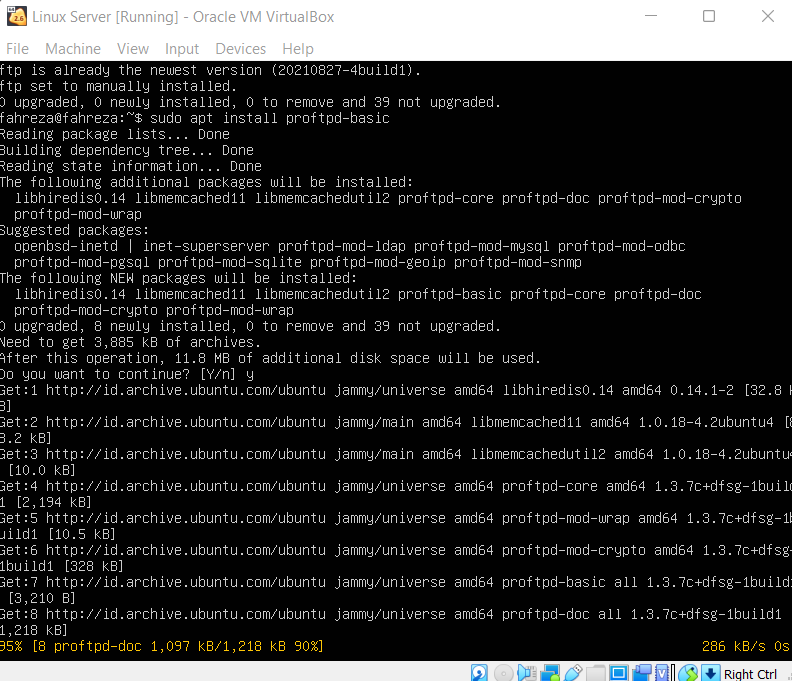 Linux Server [Running] - Oracle VM VirtualBox
File Machine View Input Devices Help
ftp is already the newest version (20210827-4build1).
ftp set to manually installed.
0 upgraded, 0 newly installed, 0 to remove and 39 not upgraded.
fahreza@fahreza:~$ sudo apt install proftpd-basic
Reading package lists... Done
Building dependency tree... Done
Reading state information... Done
The following additional packages will be installed:
libhiredis0.14 libmemcached11 libmemcachedutil2 proftpd-core proftpd-doc proftpd-mod-crypto
proftpd-mod-wrap
Suggested packages:
openbsd-inetd | inet-superserver proftpd-mod-ldap proftpd-mod-mysql proftpd-mod-odbc
proftpd-mod-pgsql proftpd-mod-sqlite proftpd-mod-geoip proftpd-mod-snmp
The following NEW packages will be installed:
libhiredis0.14 libmemcached11 libmemcachedutil2 proftpd-basic proftpd-core proftpd-doc
proftpd-mod-crypto proftpd-mod-wrap
0 upgraded, 8 newly installed, 0 to remove and 39 not upgraded.
Need to get 3,885 kB of archives.
After this operation, 11.8 MB of additional disk space will be used.
Do you want to continue? [Y/n] y
Get:1 http://id.archive.ubuntu.com/ubuntu jammy/universe amd64 libhiredis0.14 amd64 0.14.1-2 [32.8 k
B]
Get:2 http://id.archive.ubuntu.com/ubuntu jammy/main amd64 libmemcached11 amd64 1.0.18-4.2ubuntu4 [8
3.2 kB]
Get:3 http://id.archive.ubuntu.com/ubuntu jammy/main amd64 libmemcachedutil2 amd64 1.0.18-4.2ubuntu4
[10.0 kB]
Get:4 http://id.archive.ubuntu.com/ubuntu jammy/universe amd64 proftpd-core amd64 1.3.7c+dfsg-1build
1 [2,194 kB]
Get:5 http://id.archive.ubuntu.com/ubuntu jammy/universe amd64 proftpd-mod-wrap amd64 1.3.7c+dfsg-1b
uild1 [10.5 kB]
Get:6 http://id.archive.ubuntu.com/ubuntu jammy/universe amd64 proftpd-mod-crypto amd64 1.3.7c+dfsg-
1build1 [328 kB]
Get:7 http://id.archive.ubuntu.com/ubuntu jammy/universe amd64 proftpd-basic all 1.3.7c+dfsg-1build1
[3,210 B]
Get:8 http://id.archive.ubuntu.com/ubuntu jammy/universe amd64 proftpd-doc all 1.3.7c+dfsg-1build1
1,218 kB]
95% [8 proftpd-doc 1,097 kB/1,218 kB 90%] 286 kB/s 0s
Right Ctrl